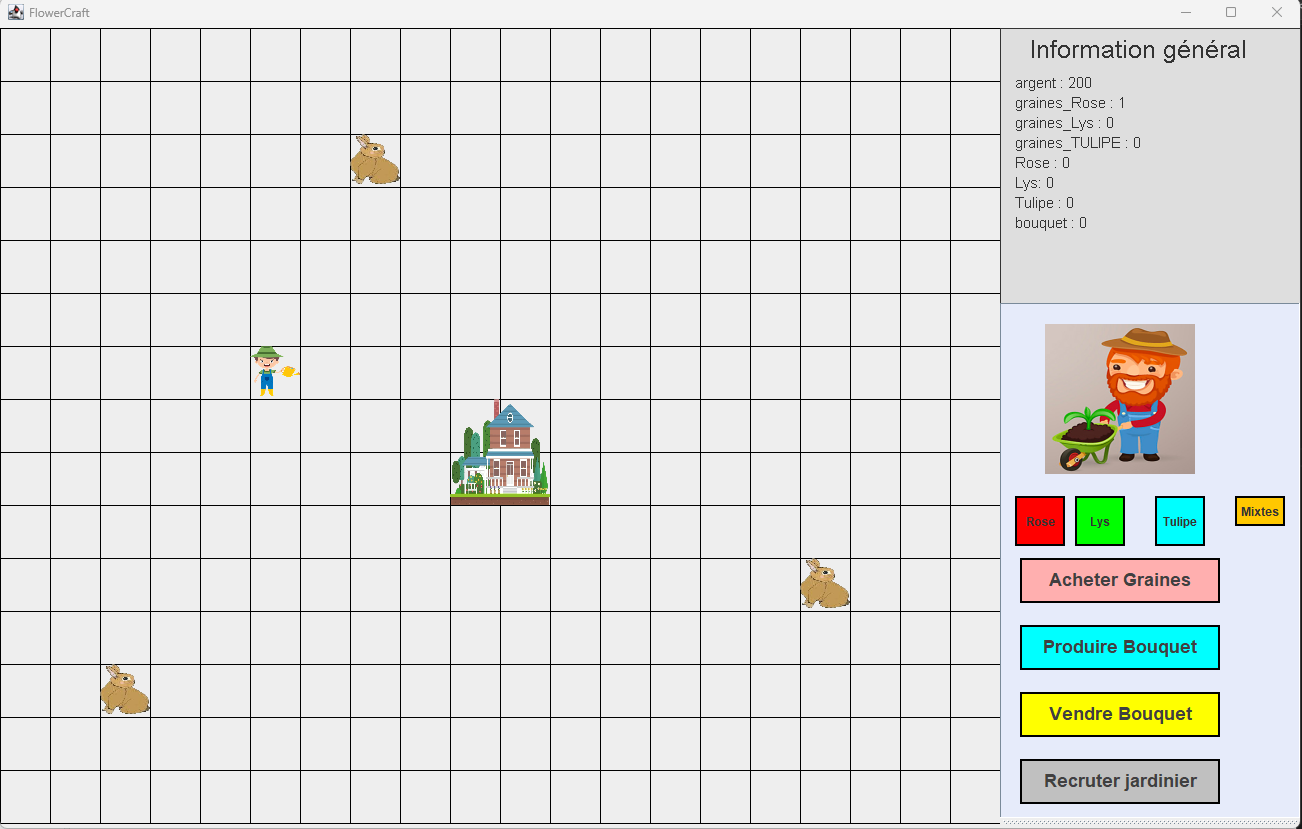 FlowerCraft
Information général
argent : 200
graines_Rose : 1
graines_Lys : 0
graines_TULIPE : 0
Rose : 0
Lys: 0
Tulipe : 0
bouquet : 0
Rose Lys Tulipe Mixtes
Acheter Graines
Produire Bouquet
Vendre Bouquet
Recruter jardinier